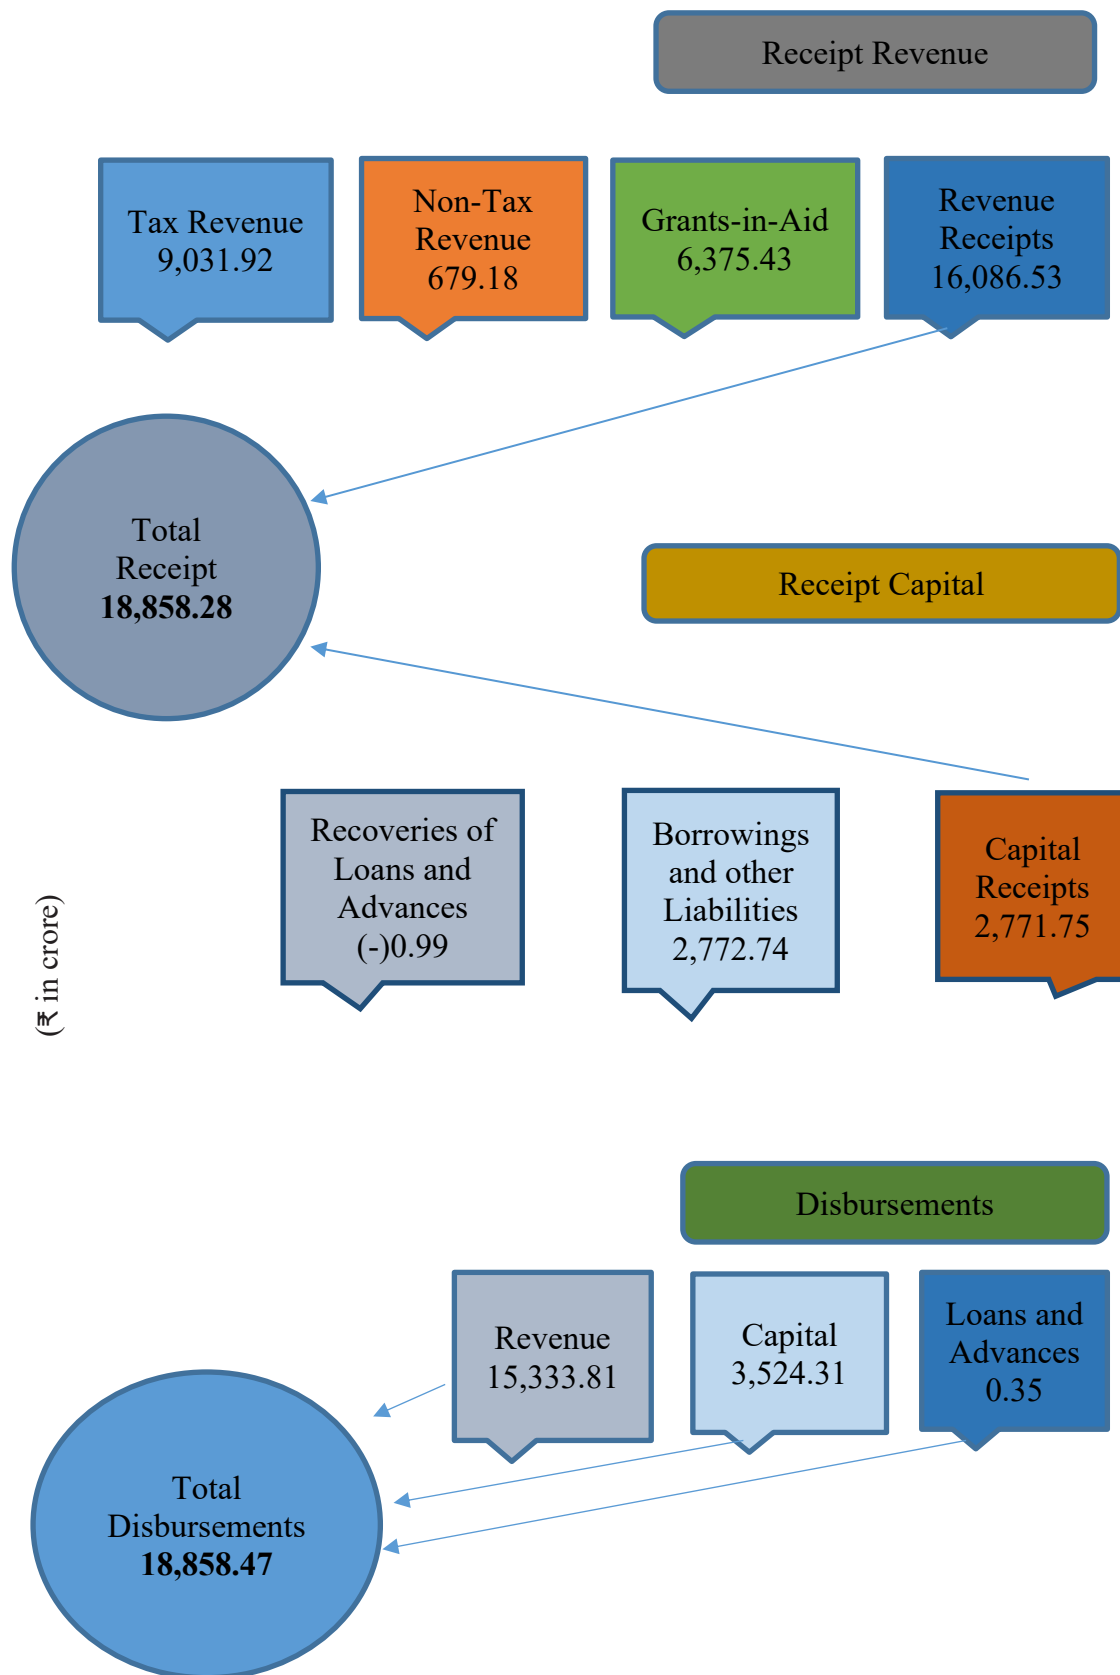 Receipt Revenue
Tax Revenue
9,031.92
Non-Tax
Revenue
679.18
Grants-in-Aid
6,375.43
Revenue
Receipts
16,086.53
Total
Receipt
18,858.28
Receipt Capital
Recoveries of
Loans and
Advances
(-)0.99
Borrowings
and other
Liabilities
2,772.74
Capital
Receipts
2,771.75
(₹ in crore)
Disbursements
Revenue
15,333.81
Capital
3,524.31
Loans and
Advances
0.35
Total
Disbursements
18,858.47